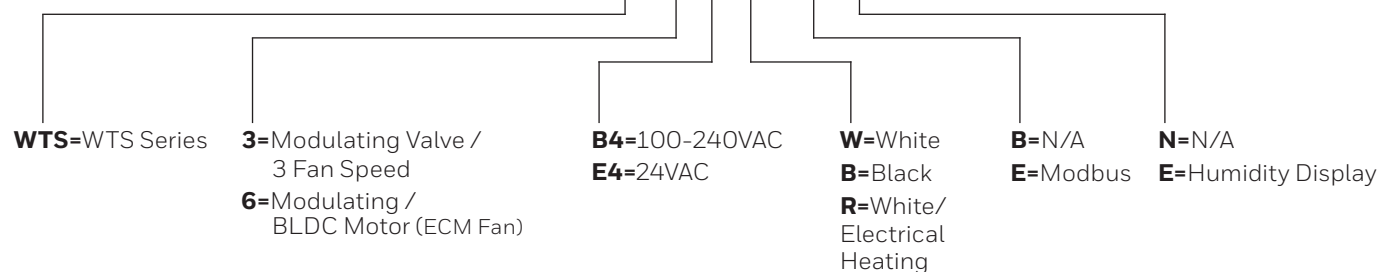 WTS=WTS Series
3=Modulating Valve /
3 Fan Speed
6=Modulating /
BLDC Motor (ECM Fan)
B4=100-240VAC
E4=24VAC
W=White
B=Black
R=White/
Electrical
Heating
B=N/A
E=Modbus
N=N/A
E=Humidity Display